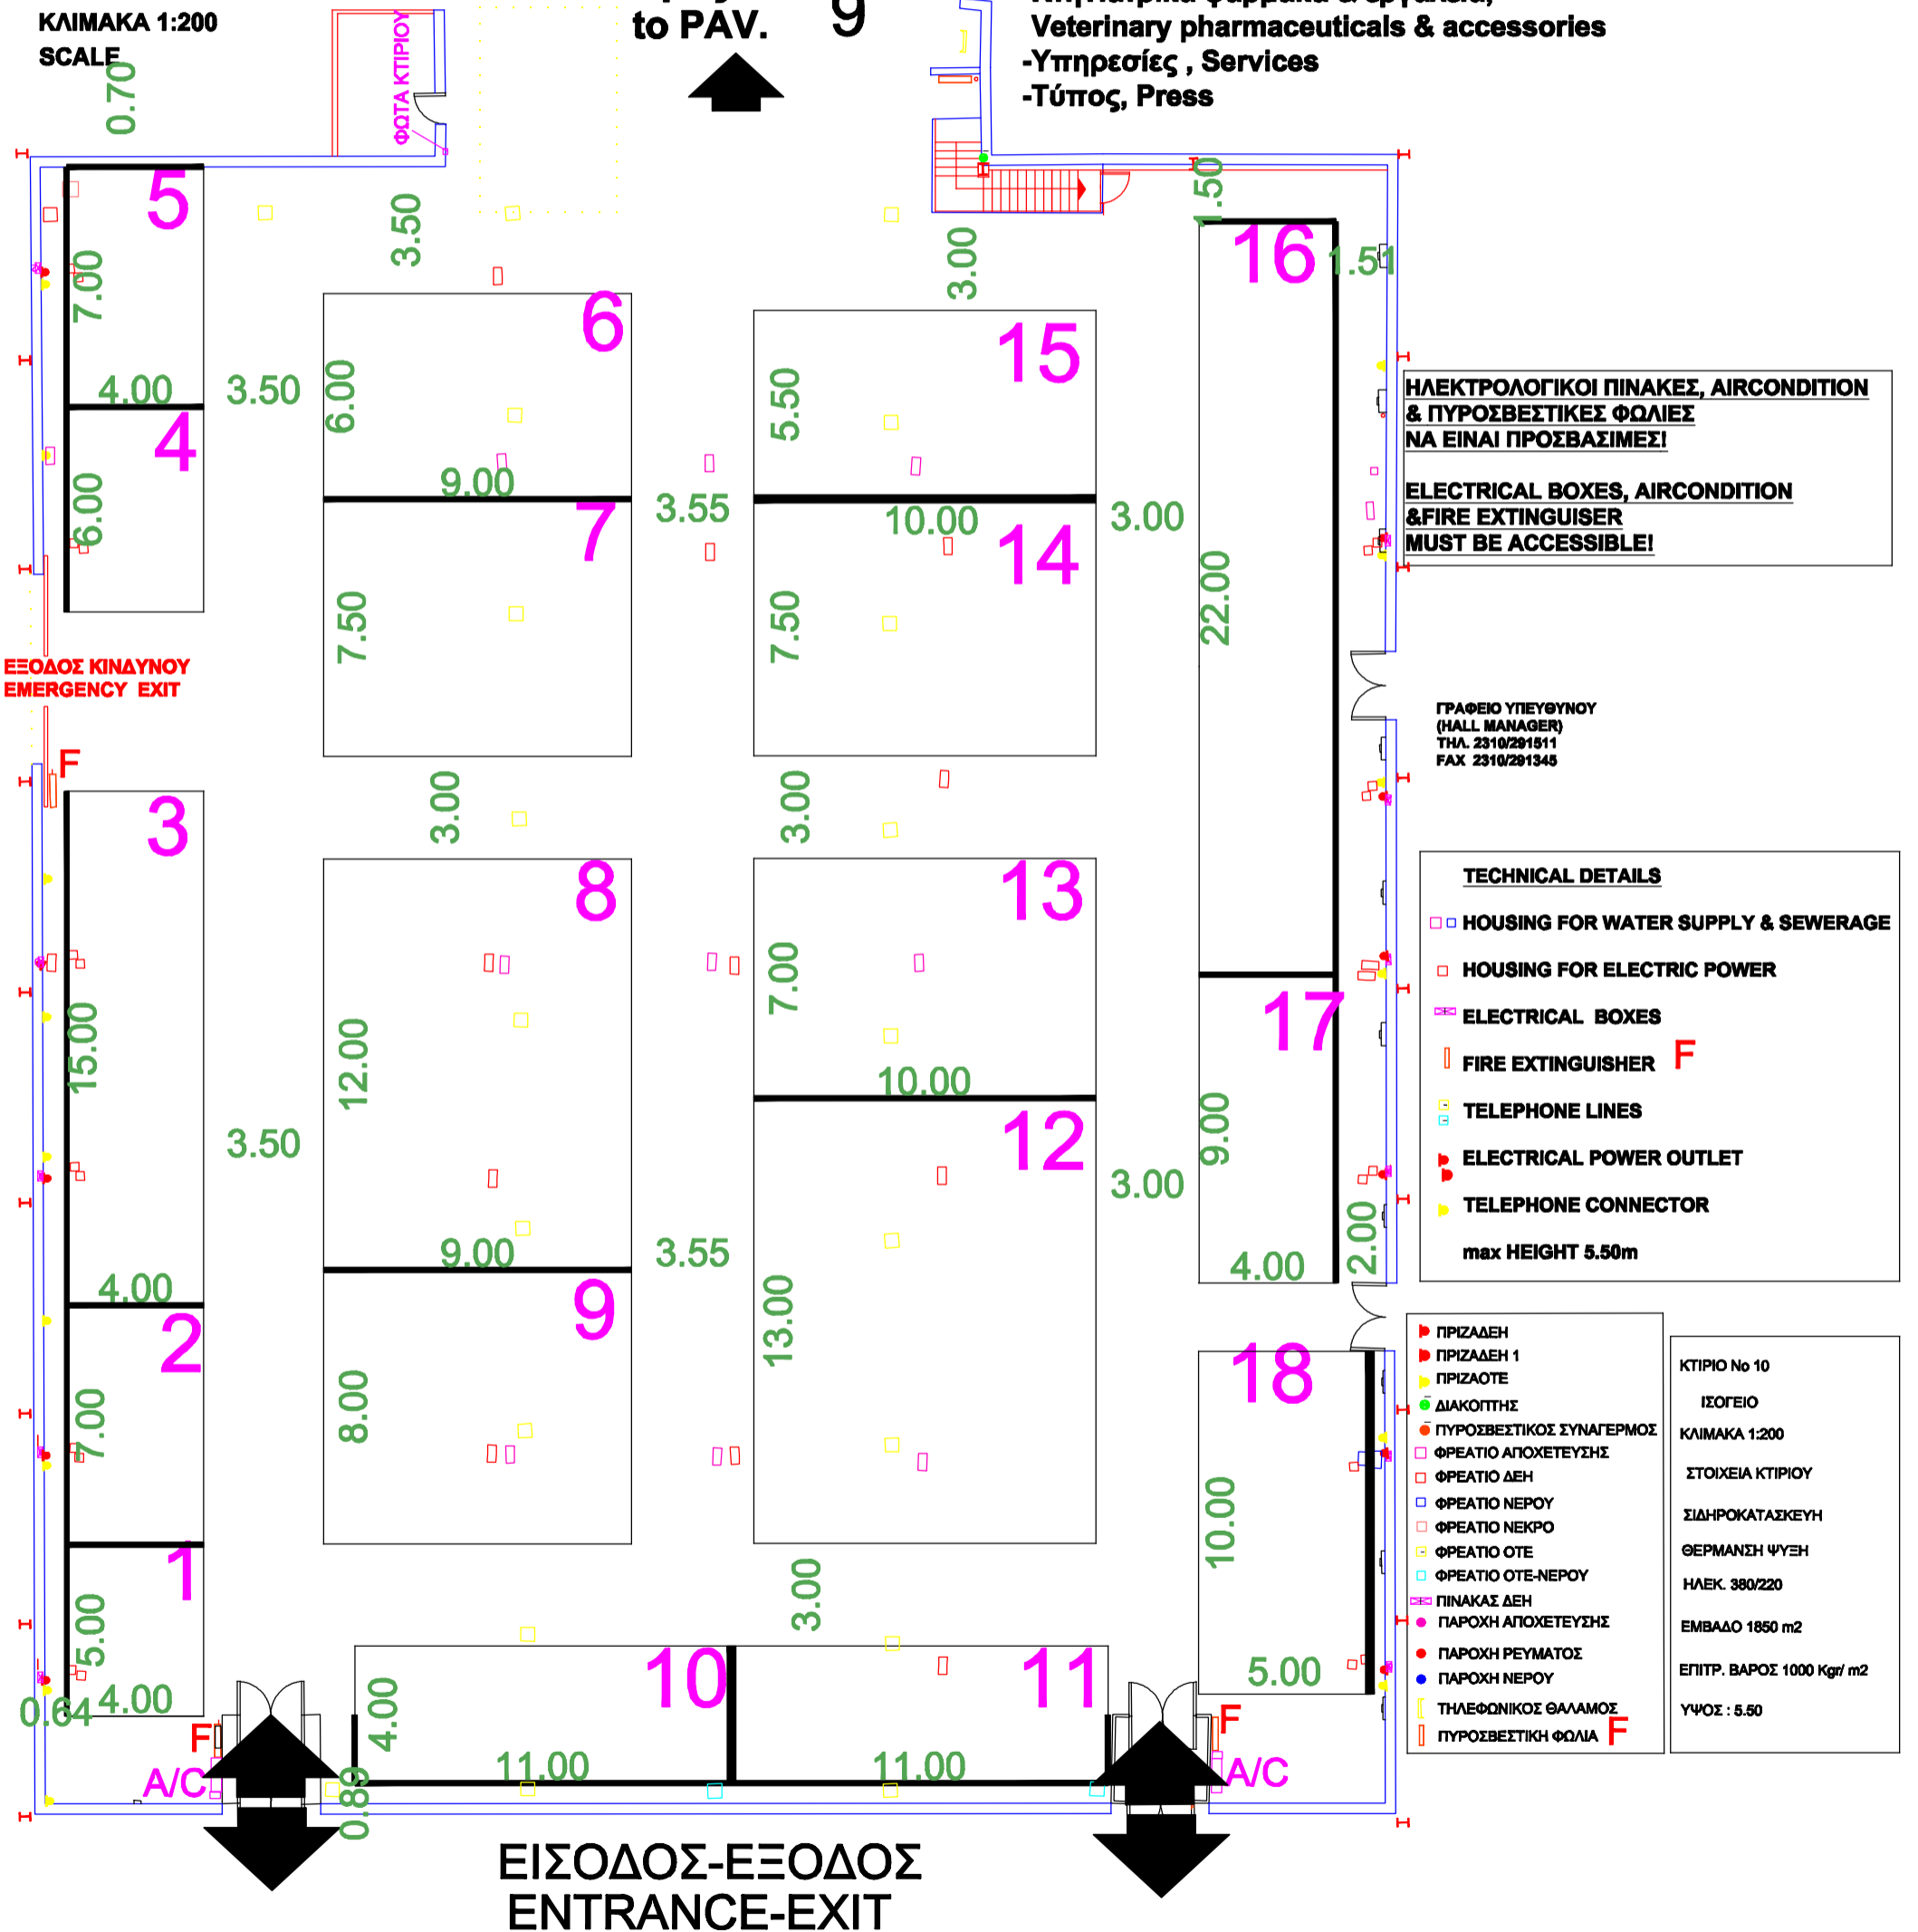 ΚΛΙΜΑΚΑ 1:200
SCALE
0.70
ΦΩΤΑ ΚΤΙΡΙΟΥ
to PAV. 9
Veterinary pharmaceuticals & accessories
-Υπηρεσίες , Services
-Τύπος, Press
5
7.00
4.00
3.50
3.50
4
6.00
6
6.00
9.00
7
7.50
3.55
3.00
15
5.50
10.00
14
7.50
3.00
1.50
16
1.51
22.00
ΗΛΕΚΤΡΟΛΟΓΙΚΟΙ ΠΙΝΑΚΕΣ, AIRCONDITION
& ΠΥΡΟΣΒΕΣΤΙΚΕΣ ΦΩΛΙΕΣ
ΝΑ ΕΙΝΑΙ ΠΡΟΣΒΑΣΙΜΕΣ!
ELECTRICAL BOXES, AIRCONDITION
&FIRE EXTINGUISER
MUST BE ACCESSIBLE!
ΕΞΟΔΟΣ ΚΙΝΔΥΝΟΥ
EMERGENCY EXIT
F
ΓΡΑΦΕΙΟ ΥΠΕΥΘΥΝΟΥ
(HALL MANAGER)
ΤΗΛ. 2310/291511
FAX 2310/291345
3
15.00
4.00
3.50
3.00
3.00
8
12.00
9.00
3.55
13
7.00
10.00
12
13.00
3.00
17
9.00
4.00
2.00
TECHNICAL DETAILS
HOUSING FOR WATER SUPPLY & SEWERAGE
HOUSING FOR ELECTRIC POWER
ELECTRICAL BOXES
FIRE EXTINGUISHER F
TELEPHONE LINES
ELECTRICAL POWER OUTLET
TELEPHONE CONNECTOR
max HEIGHT 5.50m
2
7.00
9
8.00
18
10.00
5.00
1
5.00
0.64
4.00
3.00
10
4.00
11.00
11
11.00
0.89
F
A/C
F
A/C
ΠΡΙΖΑΔΕΗ
ΠΡΙΖΑΔΕΗ 1
ΠΡΙΖΑΟΤΕ
ΔΙΑΚΟΠΤΗΣ
ΠΥΡΟΣΒΕΣΤΙΚΟΣ ΣΥΝΑΓΕΡΜΟΣ
ΦΡΕΑΤΙΟ ΑΠΟΧΕΤΕΥΣΗΣ
ΦΡΕΑΤΙΟ ΔΕΗ
ΦΡΕΑΤΙΟ ΝΕΡΟΥ
ΦΡΕΑΤΙΟ ΝΕΚΡΟ
ΦΡΕΑΤΙΟ ΟΤΕ
ΦΡΕΑΤΙΟ ΟΤΕ-ΝΕΡΟΥ
ΠΙΝΑΚΑΣ ΔΕΗ
ΠΑΡΟΧΗ ΑΠΟΧΕΤΕΥΣΗΣ
ΠΑΡΟΧΗ ΡΕΥΜΑΤΟΣ
ΠΑΡΟΧΗ ΝΕΡΟΥ
ΤΗΛΕΦΩΝΙΚΟΣ ΘΑΛΑΜΟΣ
ΠΥΡΟΣΒΕΣΤΙΚΗ ΦΩΛΙΑ F
ΚΤΙΡΙΟ Νο 10
ΙΣΟΓΕΙΟ
ΚΛΙΜΑΚΑ 1:200
ΣΤΟΙΧΕΙΑ ΚΤΙΡΙΟΥ
ΣΙΔΗΡΟΚΑΤΑΣΚΕΥΗ
ΘΕΡΜΑΝΣΗ ΨΥΞΗ
ΗΛΕΚ. 380/220
ΕΜΒΑΔΟ 1850 m2
ΕΠΙΤΡ. ΒΑΡΟΣ 1000 Kgr/ m2
ΥΨΟΣ : 5.50
ΕΙΣΟΔΟΣ-ΕΞΟΔΟΣ
ENTRANCE-EXIT